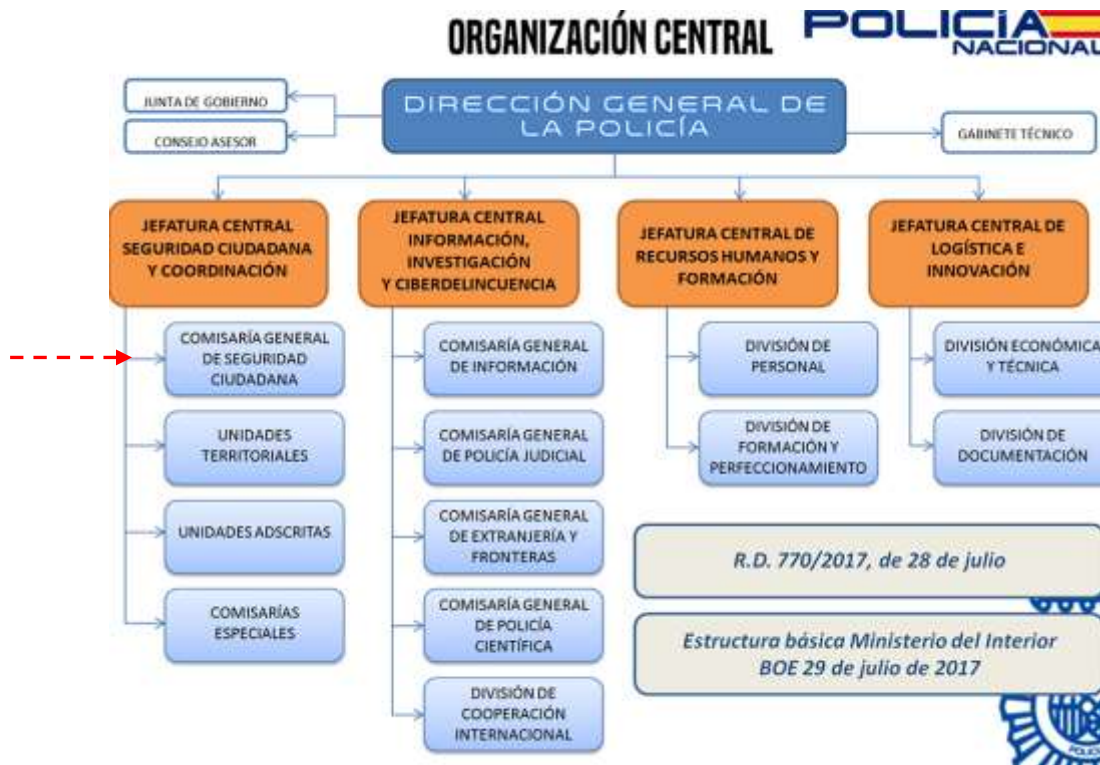 ORGANIZACIÓN CENTRAL
POLICÍA
NACIONAL
JUNTA DE GOBIERNO
CONSEJO ASESOR
DIRECCIÓN GENERAL DE
LA POLICÍA
GABINETE TÉCNICO
JEFATURA CENTRAL
SEGURIDAD CIUDADANA
Y COORDINACIÓN
JEFATURA CENTRAL
INFORMACIÓN,
INVESTIGACIÓN
Y CIBERDELINCUENCIA
JEFATURA CENTRAL DE
RECURSOS HUMANOS Y
FORMACIÓN
JEFATURA CENTRAL DE
LOGÍSTICA E
INNOVACIÓN
COMISARÍA GENERAL
DE SEGURIDAD
CIUDADANA
UNIDADES
TERRITORIALES
UNIDADES ADSCRITAS
COMISARÍAS
ESPECIALES
COMISARÍA GENERAL
DE INFORMACIÓN
COMISARÍA GENERAL
DE POLICÍA JUDICIAL
COMISARÍA GENERAL
DE EXTRANJERÍA Y
FRONTERAS
COMISARÍA GENERAL
DE POLICÍA
CIENTÍFICA
DIVISIÓN DE
COOPERACIÓN
INTERNACIONAL
DIVISIÓN DE
PERSONAL
DIVISIÓN DE
FORMACIÓN Y
PERFECCIONAMIENTO
DIVISIÓN ECONÓMICA
Y TÉCNICA
DIVISIÓN DE
DOCUMENTACIÓN
R.D. 770/2017, de 28 de julio
Estructura básica Ministerio del Interior
BOE 29 de julio de 2017